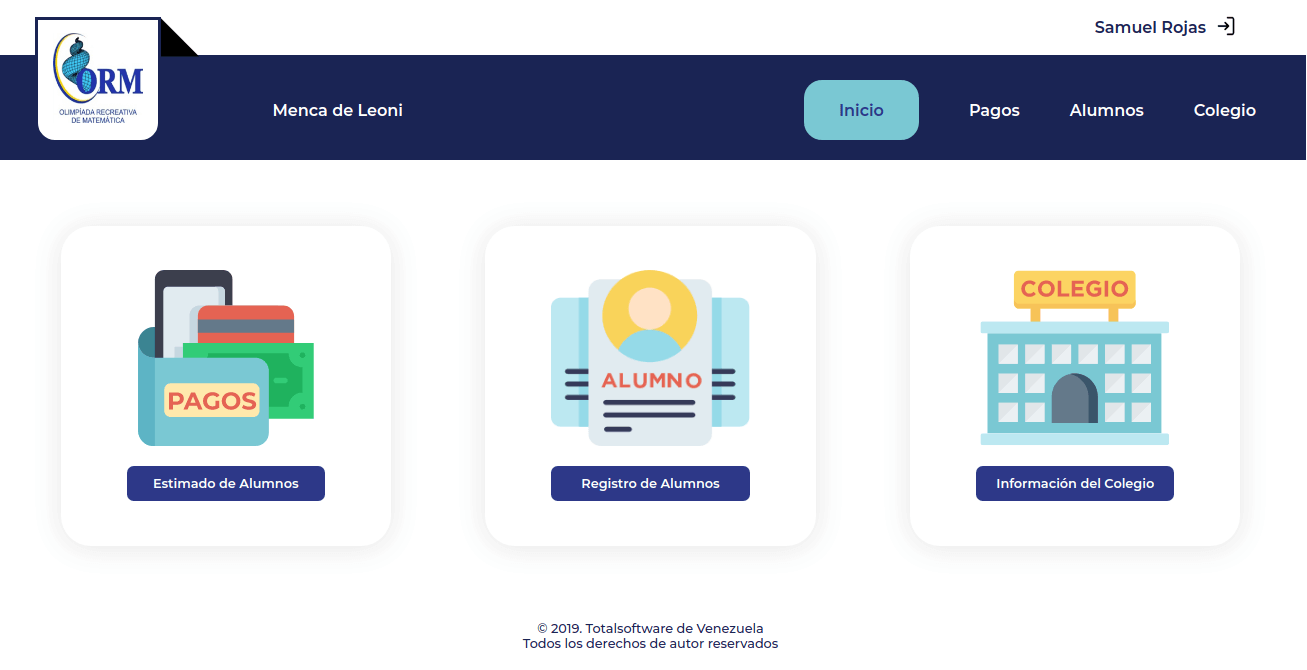 Samuel Rojas
ORM
OLIMPÍADA RECREATIVA
DE MATEMÁTICA
Menca de Leoni
Inicio
Pagos
Alumnos
Colegio
PAGOS
ALUMNO
COLEGIO
Estimado de Alumnos
Registro de Alumnos
Información del Colegio
© 2019. Totalsoftware de Venezuela
Todos los derechos de autor reservados